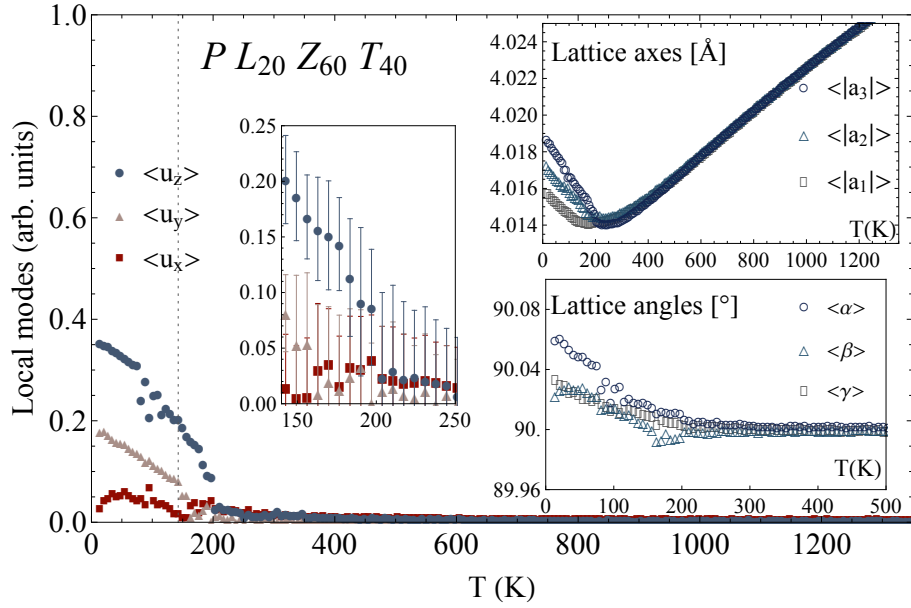 P L20 Z60 T40
Local modes (arb. units)
1.0
0.8
0.6
0.4
0.2
0.0
<u_z>
<u_y>
<u_x>
0.25
0.20
0.15
0.10
0.05
0.00
150
200
250
Lattice axes [Å]
4.024
4.022
4.020
4.018
4.016
4.014
<|a3|>
<|a2|>
<|a1|>
T(K)
0 200 400 600 800 1000 1200
Lattice angles [°]
90.08
90.04
90
89.96
<α>
<β>
<γ>
T(K)
0 100 200 300 400 500
0 200 400 600 800 1000 1200
T (K)